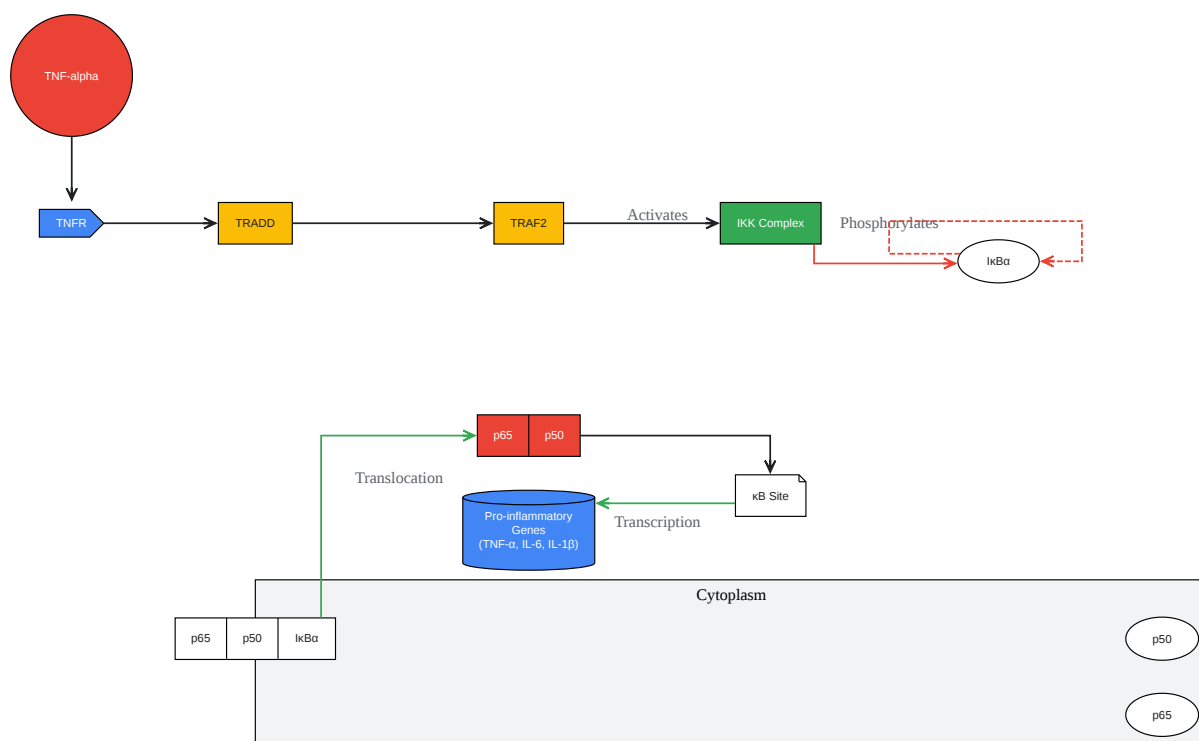 TNF-alpha
TNFR
TRADD
TRAF2
Activates
IKK Complex
Phosphorylates
IκBα
p65
p50
Translocation
κB Site
Pro-inflammatory
Genes
(TNF-α, IL-6, IL-1β)
Transcription
Cytoplasm
p65
p50
IκBα
p50
p65